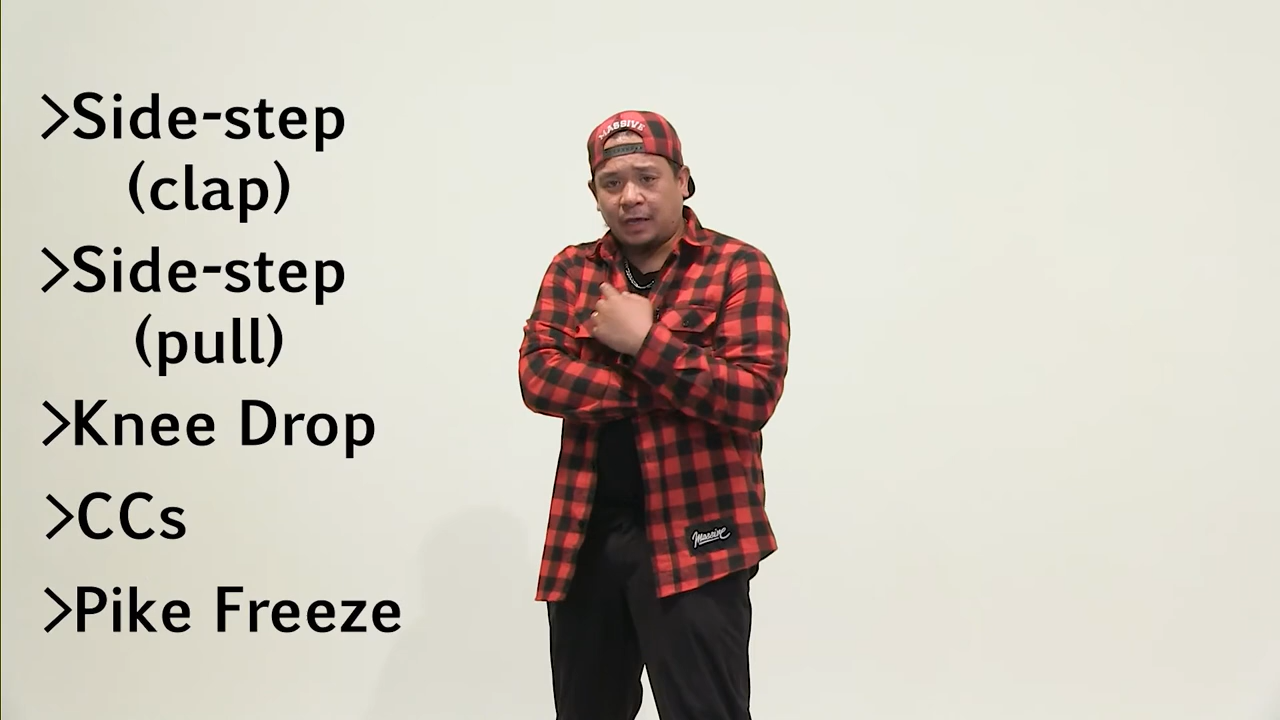 >Side-step
(clap)
>Side-step
(pull)
>Knee Drop
>CCs
>Pike Freeze
MASSIVE
Massive